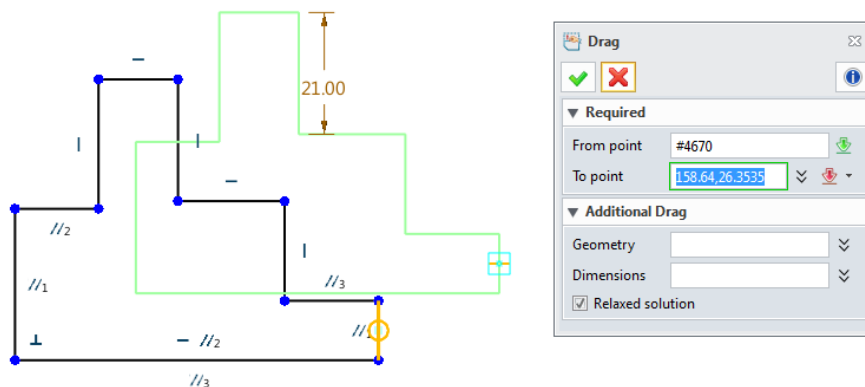 Drag
21.00
Required
From point #4670
To point 158.64,26.3535
Additional Drag
Geometry
Dimensions
Relaxed solution
//2
//1
//3
//2
//3